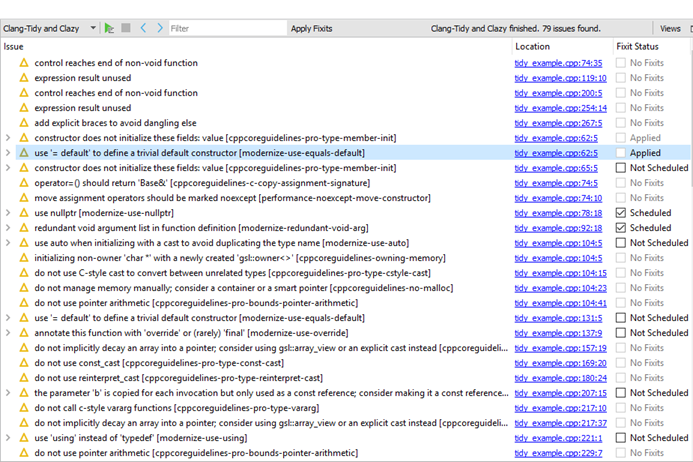 Clang-Tidy and Clazy Filter Apply Fixits Clang-Tidy and Clazy finished. 79 issues found. Views
Issue Location Fixit Status
control reaches end of non-void function tidy_example.cpp:74:35 No Fixits
expression result unused tidy_example.cpp:119:10 No Fixits
control reaches end of non-void function tidy_example.cpp:200:5 No Fixits
expression result unused tidy_example.cpp:254:14 No Fixits
add explicit braces to avoid dangling else tidy_example.cpp:267:5 No Fixits
constructor does not initialize these fields: value [cppcoreguidelines-pro-type-member-init] tidy_example.cpp:62:5 Applied
use '= default' to define a trivial default constructor [modernize-use-equals-default] tidy_example.cpp:62:5 Applied
constructor does not initialize these fields: value [cppcoreguidelines-pro-type-member-init] tidy_example.cpp:65:5 Not Scheduled
operator=() should return 'Base&' [cppcoreguidelines-c-copy-assignment-signature] tidy_example.cpp:74:5 No Fixits
move assignment operators should be marked noexcept [performance-noexcept-move-constructor] tidy_example.cpp:74:10 No Fixits
use nullptr [modernize-use-nullptr] tidy_example.cpp:78:18 Scheduled
redundant void argument list in function definition [modernize-redundant-void-arg] tidy_example.cpp:92:18 Scheduled
use auto when initializing with a cast to avoid duplicating the type name [modernize-use-auto] tidy_example.cpp:104:5 Not Scheduled
initializing non-owner 'char *' with a newly created 'gsl::owner<>' [cppcoreguidelines-owning-memory] tidy_example.cpp:104:5 No Fixits
do not use C-style cast to convert between unrelated types [cppcoreguidelines-pro-type-cstyle-cast] tidy_example.cpp:104:15 No Fixits
do not manage memory manually; consider a container or a smart pointer [cppcoreguidelines-no-malloc] tidy_example.cpp:104:23 No Fixits
do not use pointer arithmetic [cppcoreguidelines-pro-bounds-pointer-arithmetic] tidy_example.cpp:104:41 No Fixits
use '= default' to define a trivial default constructor [modernize-use-equals-default] tidy_example.cpp:131:5 Not Scheduled
annotate this function with 'override' or (rarely) 'final' [modernize-use-override] tidy_example.cpp:137:9 Not Scheduled
do not implicitly decay an array into a pointer; consider using gsl::array_view or an explicit cast instead [cppcoreguideli... tidy_example.cpp:157:19 No Fixits
do not use const_cast [cppcoreguidelines-pro-type-const-cast] tidy_example.cpp:169:20 No Fixits
do not use reinterpret_cast [cppcoreguidelines-pro-type-reinterpret-cast] tidy_example.cpp:180:24 No Fixits
the parameter 'b' is copied for each invocation but only used as a const reference; consider making it a const reference... tidy_example.cpp:207:15 Not Scheduled
do not call c-style vararg functions [cppcoreguidelines-pro-type-vararg] tidy_example.cpp:217:10 No Fixits
do not implicitly decay an array into a pointer; consider using gsl::array_view or an explicit cast instead [cppcoreguideli... tidy_example.cpp:217:37 No Fixits
use 'using' instead of 'typedef' [modernize-use-using] tidy_example.cpp:221:1 Not Scheduled
do not use pointer arithmetic [cppcoreguidelines-pro-bounds-pointer-arithmetic] tidy_example.cpp:229:7 No Fixits